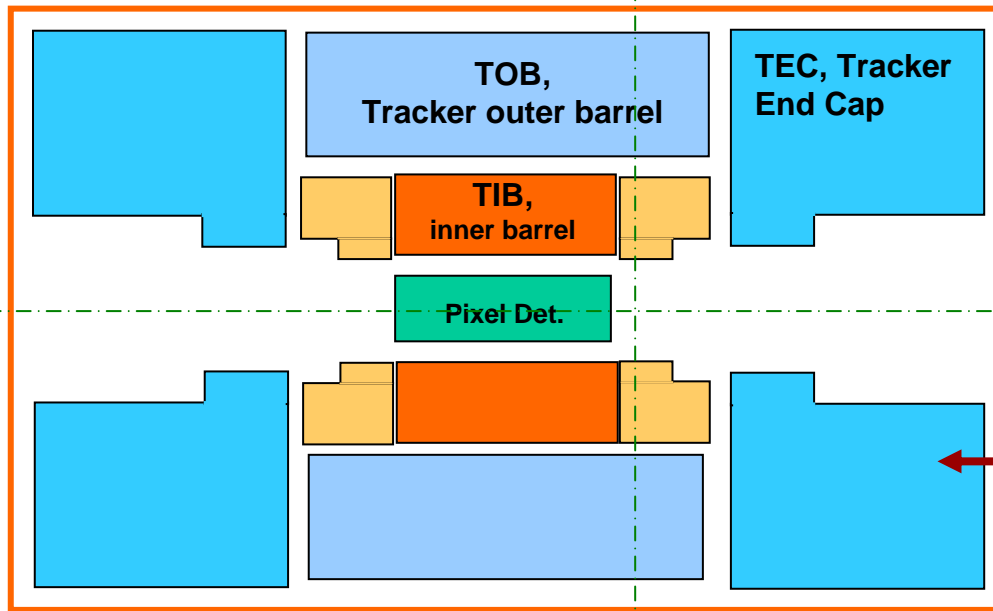 TOB,
Tracker outer barrel
TEC, Tracker
End Cap
TIB,
inner barrel
Pixel Det.